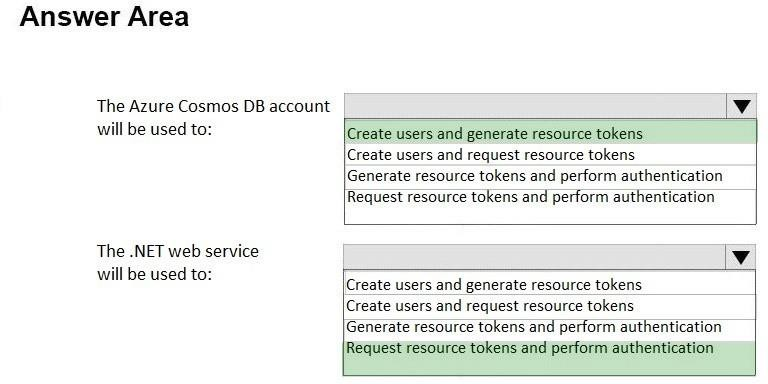 Answer Area
The Azure Cosmos DB account
will be used to:
Create users and generate resource tokens
Create users and request resource tokens
Generate resource tokens and perform authentication
Request resource tokens and perform authentication
The .NET web service
will be used to:
Create users and generate resource tokens
Create users and request resource tokens
Generate resource tokens and perform authentication
Request resource tokens and perform authentication